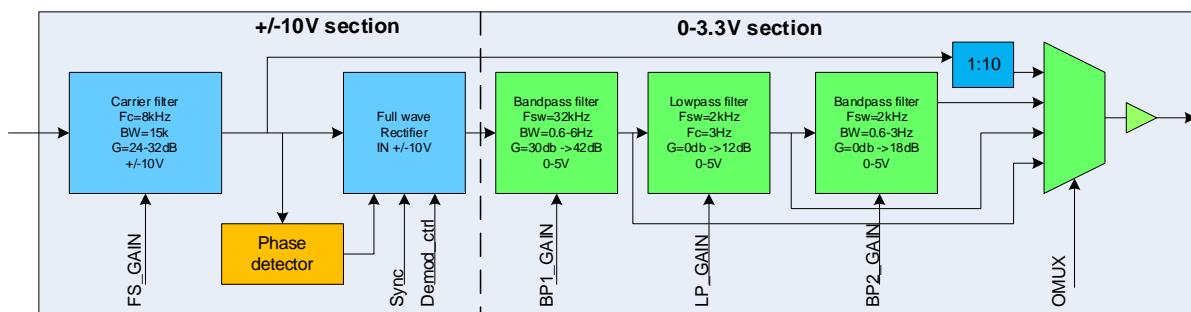 +/-10V section
0-3.3V section
Carrier filter
Fc=8kHz
BW=15k
G=24-32dB
+/-10V
Full wave
Rectifier
IN +/-10V
Bandpass filter
Fsw=32kHz
BW=0.6-6Hz
G=30db ->42dB
0-5V
Lowpass filter
Fsw=2kHz
Fc=3Hz
G=0db ->12dB
0-5V
Bandpass filter
Fsw=2kHz
BW=0.6-3Hz
G=0db ->18dB
0-5V
1:10
Phase
detector
FS_GAIN
Sync
Demod_ctrl
BP1_GAIN
LP_GAIN
BP2_GAIN
OMUX